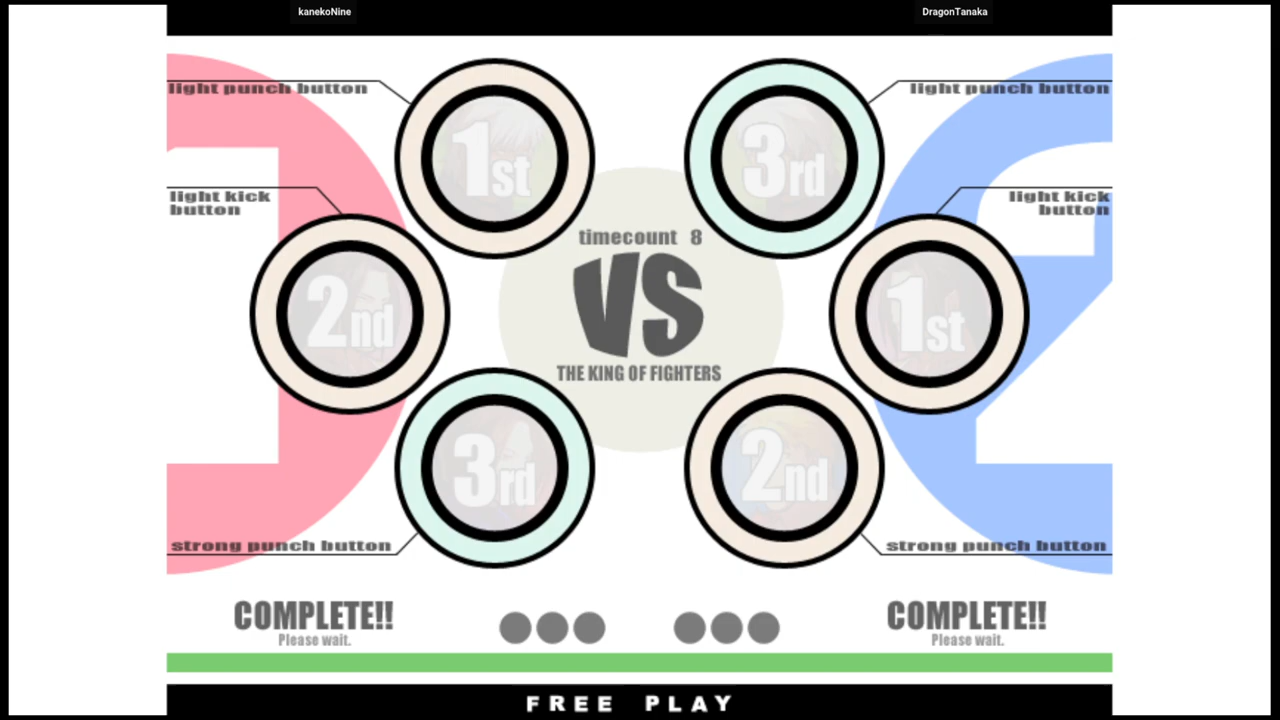 kanekoNine
DragonTanaka
light punch button
1st
3rd
light punch button
light kick
button
light kick
button
timecount 8
VS
THE KING OF FIGHTERS
2nd
1st
3rd
2nd
strong punch button
strong punch button
COMPLETE!!
Please wait.
COMPLETE!!
Please wait.
FREE PLAY
1
2